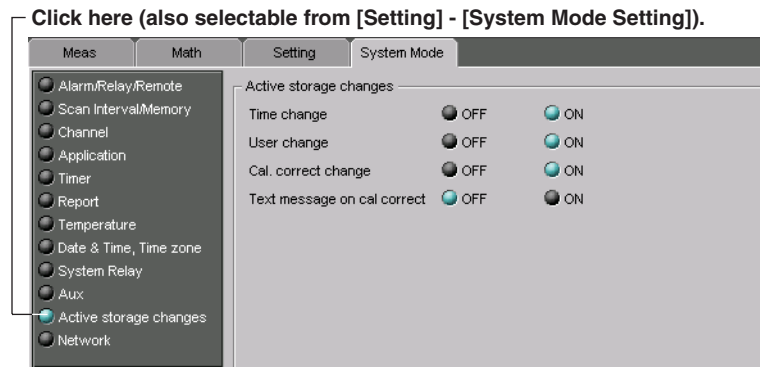 Click here (also selectable from [Setting] - [System Mode Setting]).
Meas Math Setting System Mode
Alarm/Relay/Remote
Scan Interval/Memory
Channel
Application
Timer
Report
Temperature
Date & Time, Time zone
System Relay
Aux
Active storage changes
Network
Active storage changes
Time change OFF ON
User change OFF ON
Cal. correct change OFF ON
Text message on cal correct OFF ON